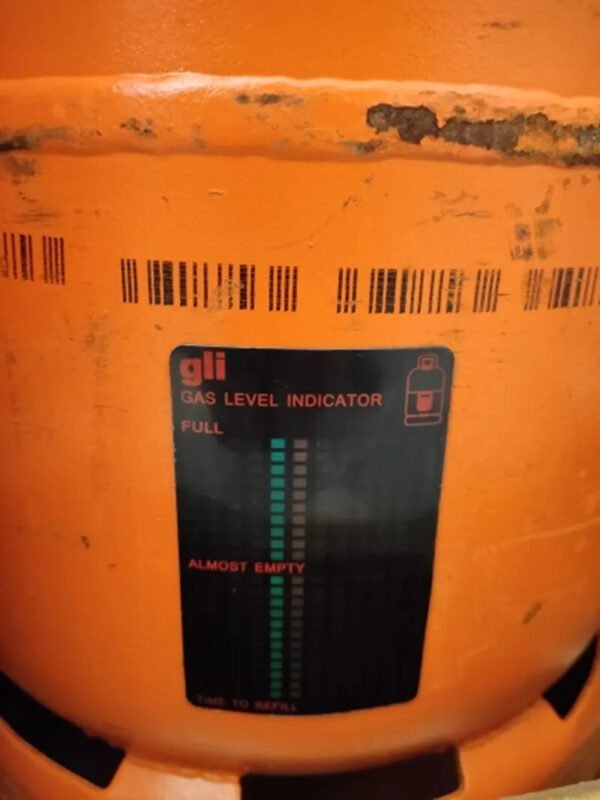 gli
GAS LEVEL INDICATOR
FULL
ALMOST EMPTY
TIME TO REFILL